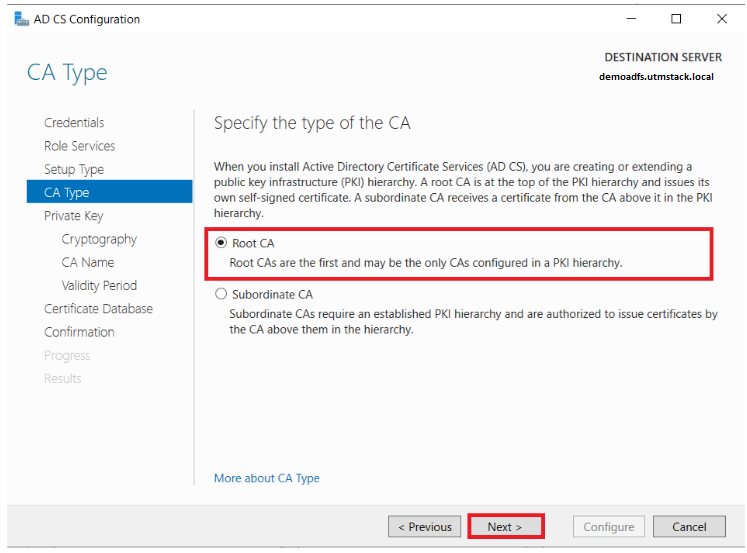 AD CS Configuration
CA Type
DESTINATION SERVER
demoadfs.utmstack.local
Credentials
Role Services
Setup Type
CA Type
Private Key
Cryptography
CA Name
Validity Period
Certificate Database
Confirmation
Progress
Results
Specify the type of the CA
When you install Active Directory Certificate Services (AD CS), you are creating or extending a
public key infrastructure (PKI) hierarchy. A root CA is at the top of the PKI hierarchy and issues its
own self-signed certificate. A subordinate CA receives a certificate from the CA above it in the PKI
hierarchy.
Root CA
Root CAs are the first and may be the only CAs configured in a PKI hierarchy.
Subordinate CA
Subordinate CAs require an established PKI hierarchy and are authorized to issue certificates by
the CA above them in the hierarchy.
More about CA Type
< Previous
Next >
Configure
Cancel